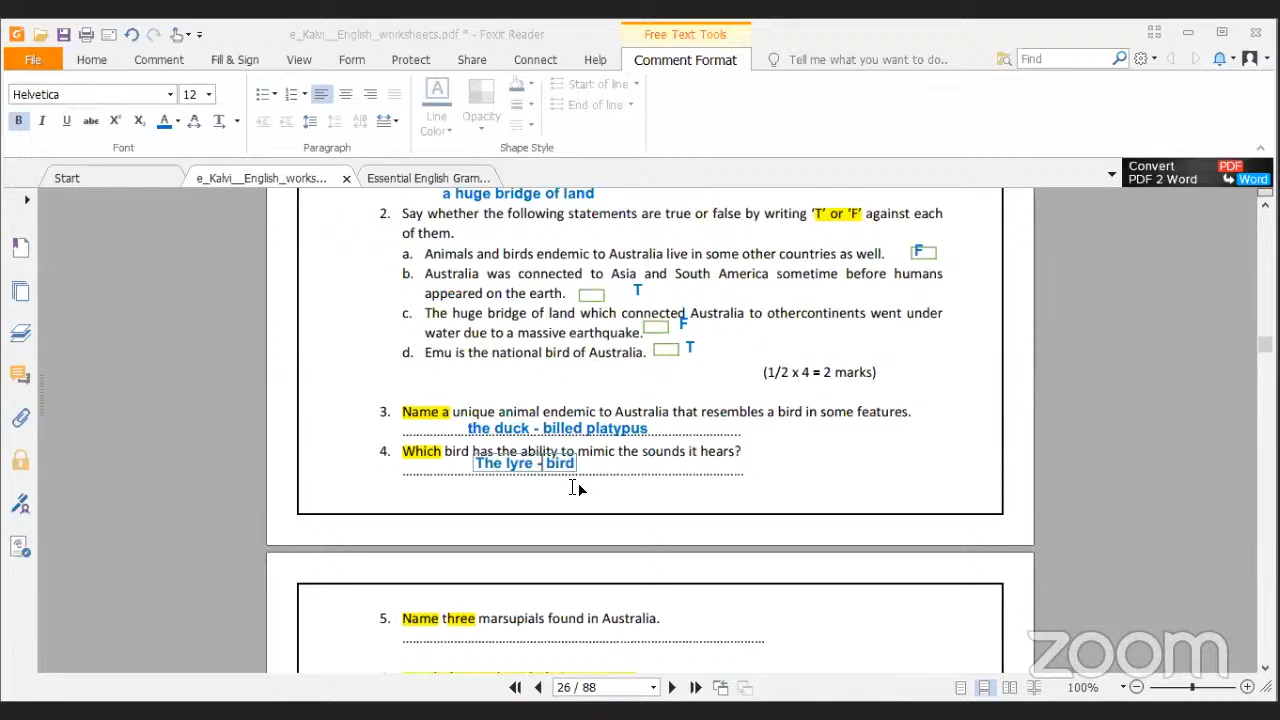 e_Kalvi__English_worksheets.pdf * - Foxit Reader
Free Text Tools
File
Home
Comment
Fill & Sign
View
Form
Protect
Share
Connect
Help
Comment Format
Tell me what you want to do..
Find
Helvetica
12
Start of line
End of line
B I U abc X² X₂ A A T
Line Color
Opacity
Font
Paragraph
Shape Style
Start
e_Kalvi__English_works...
Essential English Gram...
Convert PDF
PDF 2 Word Word
a huge bridge of land
2. Say whether the following statements are true or false by writing ‘T’ or ‘F’ against each
of them.
a. Animals and birds endemic to Australia live in some other countries as well. F
b. Australia was connected to Asia and South America sometime before humans
appeared on the earth. T
c. The huge bridge of land which connected Australia to othercontinents went under
water due to a massive earthquake. F
d. Emu is the national bird of Australia. T
(1/2 x 4 = 2 marks)
3. Name a unique animal endemic to Australia that resembles a bird in some features.
the duck - billed platypus
4. Which bird has the ability to mimic the sounds it hears?
The lyre - bird
5. Name three marsupials found in Australia.
zoom
26 / 88
100%